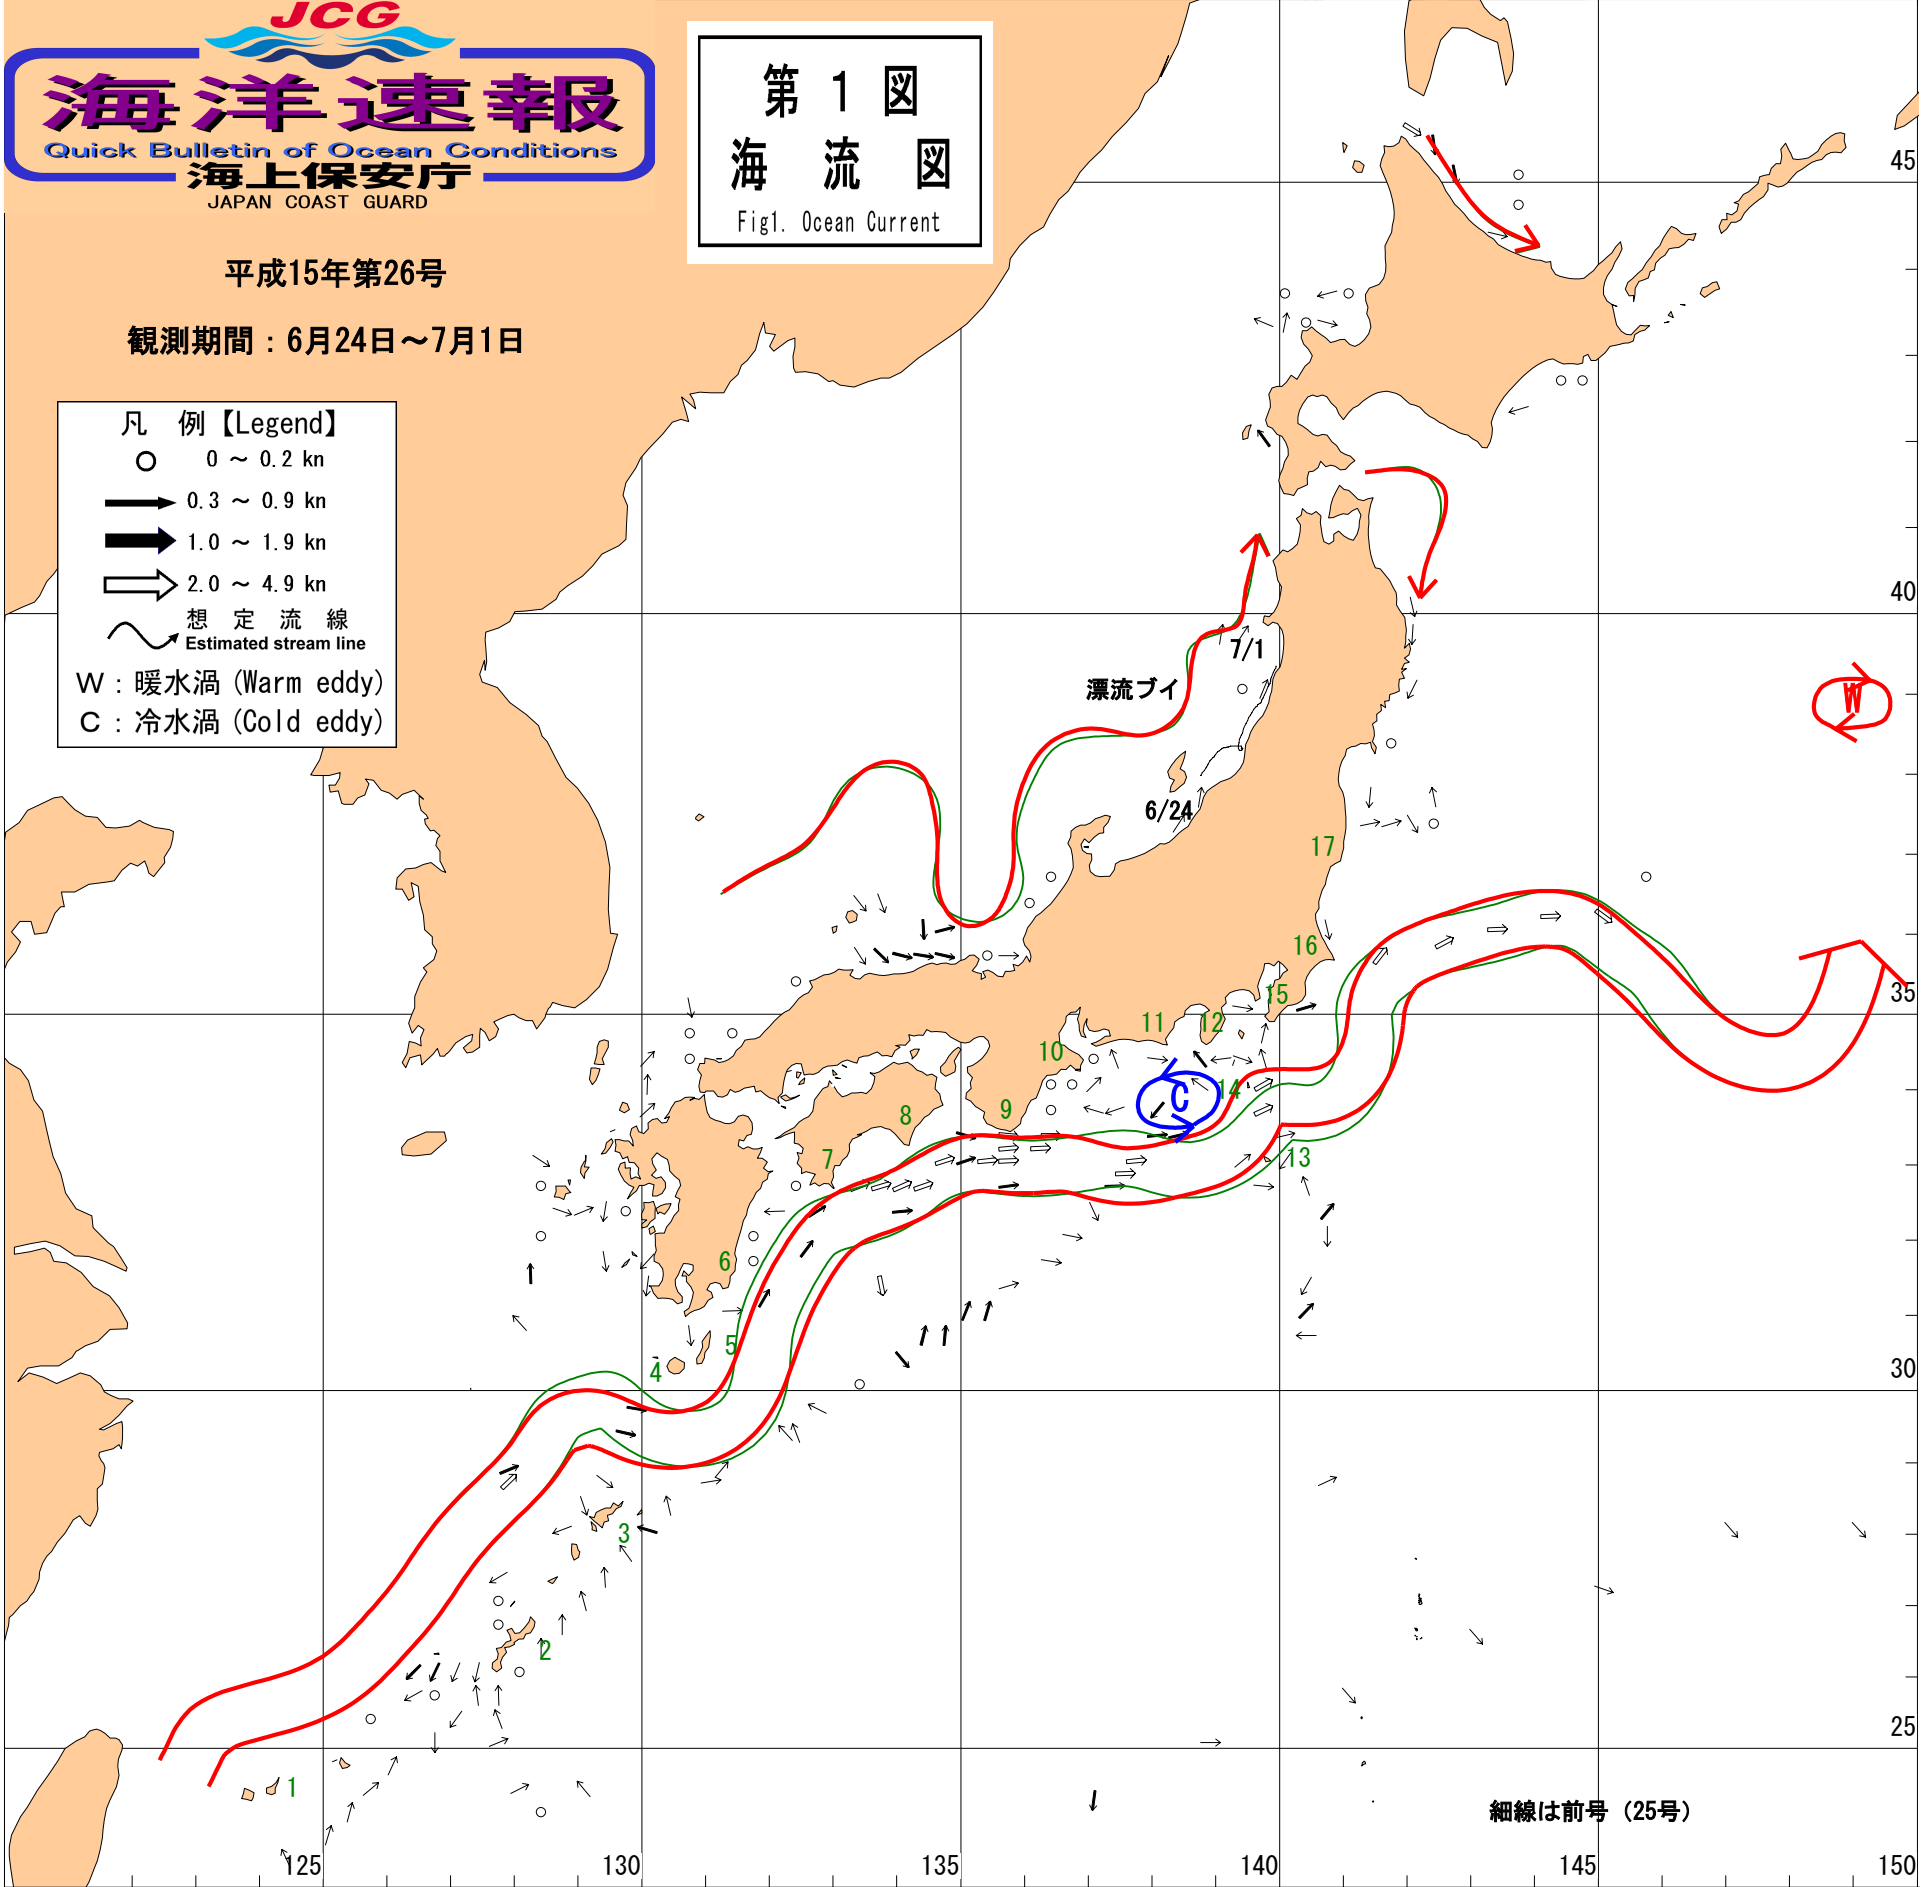 JCG
海洋速報
Quick Bulletin of Ocean Conditions
海上保安庁
JAPAN COAST GUARD
第 1 図
海 流 図
Fig1. Ocean Current
平成15年第26号
観測期間：6月24日～7月1日
凡 例【Legend】
0 ～ 0.2 kn
0.3 ～ 0.9 kn
1.0 ～ 1.9 kn
2.0 ～ 4.9 kn
想 定 流 線
Estimated stream line
W：暖水渦 (Warm eddy)
C：冷水渦 (Cold eddy)
45
40
7/1
漂流ブイ
W
6/24
17
16
35
15
11
12
10
14
C
9
8
7
13
6
5
4
30
3
2
25
1
細線は前号（25号）
125
130
135
140
145
150